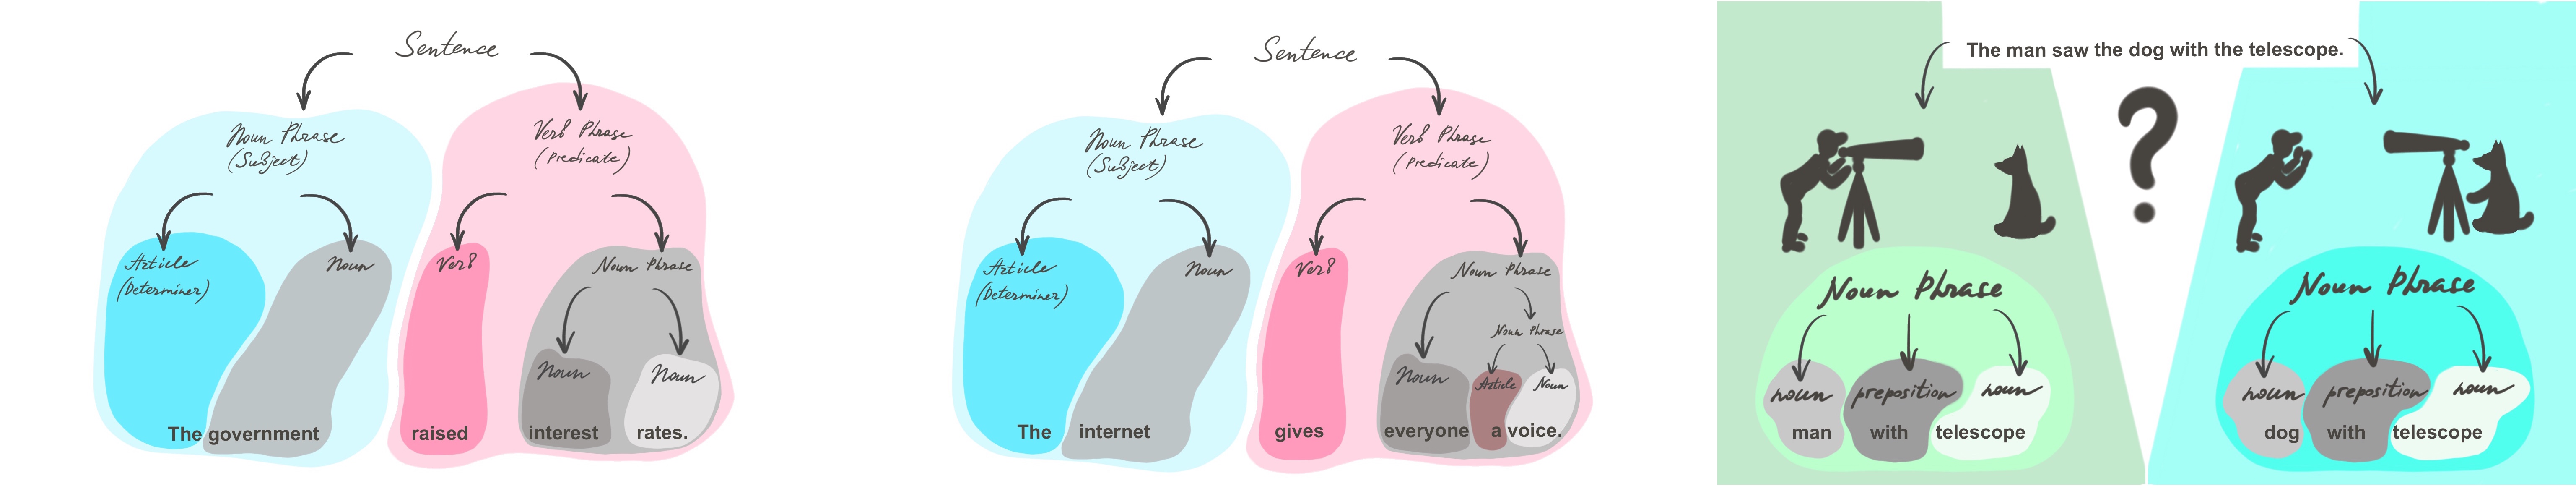 Sentence
Noun Phrase
(Subject)
Verb Phrase
(Predicate)
Article
(Determiner)
Noun
Verb
Noun Phrase
Noun
Noun
The government
raised
interest
rates.
Sentence
Noun Phrase
(Subject)
Verb Phrase
(Predicate)
Article
(Determiner)
Noun
Verb
Noun Phrase
Noun Phrase
Noun
Article
Noun
The
internet
gives
everyone
a voice.
The man saw the dog with the telescope.
?
Noun Phrase
noun
preposition
noun
man
with
telescope
Noun Phrase
noun
preposition
noun
dog
with
telescope